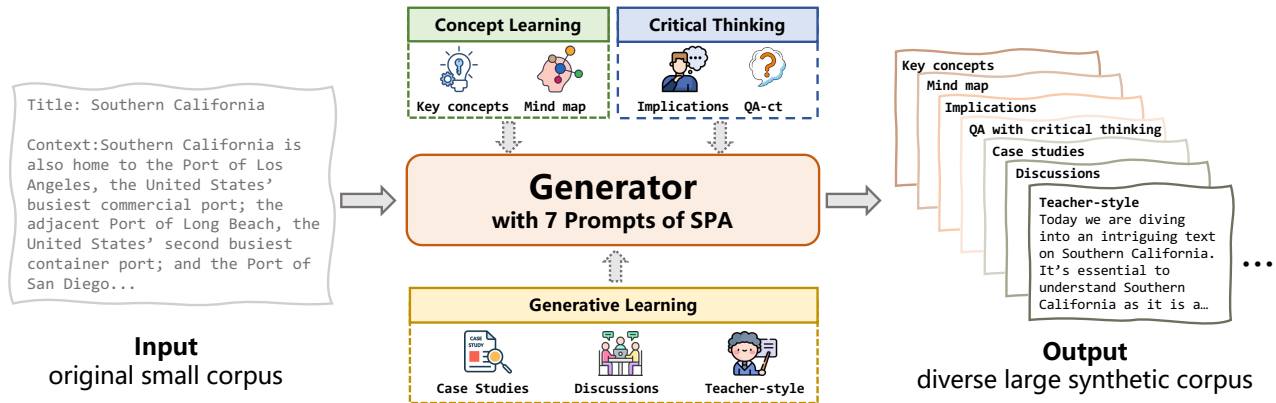 Title: Southern California
Context:Southern California is
also home to the Port of Los
Angeles, the United States’
busiest commercial port; the
adjacent Port of Long Beach, the
United States’ second busiest
container port; and the Port of
San Diego...
Input
original small corpus
Concept Learning
Key concepts
Mind map
Critical Thinking
Implications
QA-ct
Generator
with 7 Prompts of SPA
Generative Learning
CASE
STUDY
Case Studies
Discussions
Teacher-style
Key concepts
Mind map
Implications
QA with critical thinking
Case studies
Discussions
Teacher-style
Today we are diving
into an intriguing text
on Southern California.
It’s essential to
understand Southern
California as it is a…
...
Output
diverse large synthetic corpus